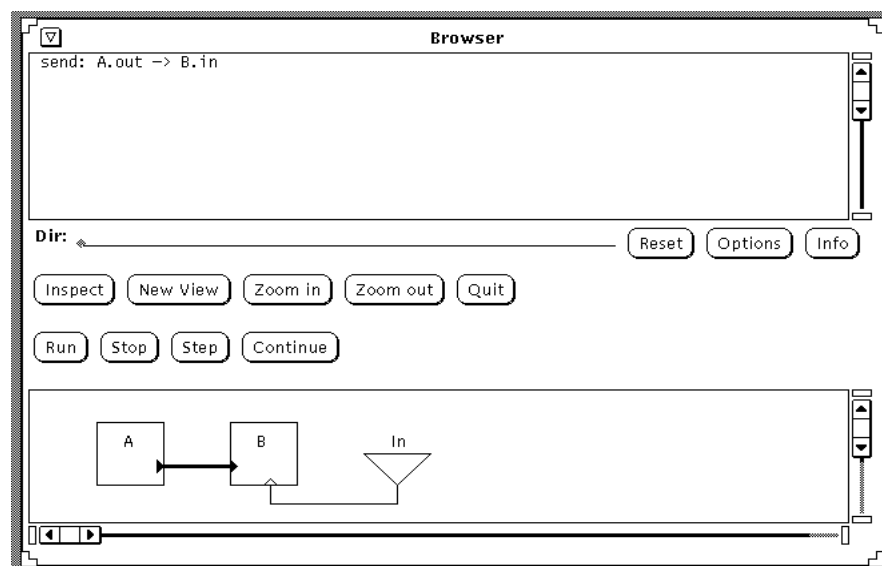 Browser
send: A.out -> B.in
Dir:
Reset Options Info
Inspect New View Zoom in Zoom out Quit
Run Stop Step Continue
A B In